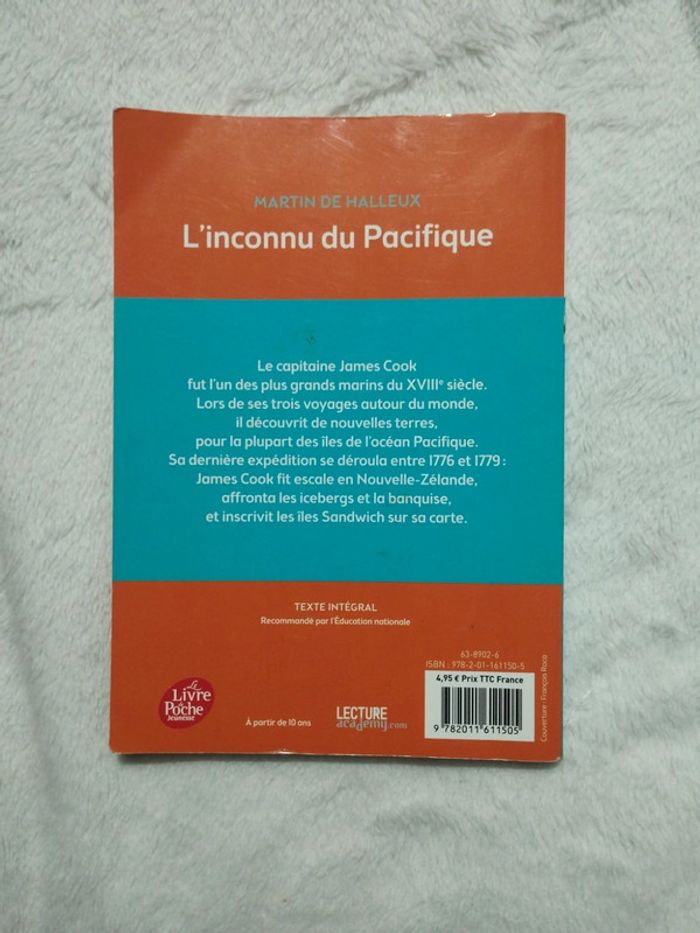 MARTIN DE HALLEUX
L'inconnu du Pacifique
Le capitaine James Cook
fut l'un des plus grands marins du XVIIIe siècle.
Lors de ses trois voyages autour du monde,
il découvrit de nouvelles terres,
pour la plupart des îles de l'océan Pacifique.
Sa dernière expédition se déroula entre 1776 et 1779 :
James Cook fit escale en Nouvelle-Zélande,
affronta les icebergs et la banquise,
et inscrivit les îles Sandwich sur sa carte.
TEXTE INTÉGRAL
Recommandé par l'Éducation nationale
63-8902-6
ISBN : 978-2-01-161150-5
4,95 € Prix TTC France
9 782011 611505
Couverture : François Roca
Le
Livre
de
Poche
Jeunesse
À partir de 10 ans
LECTURE
academy.com